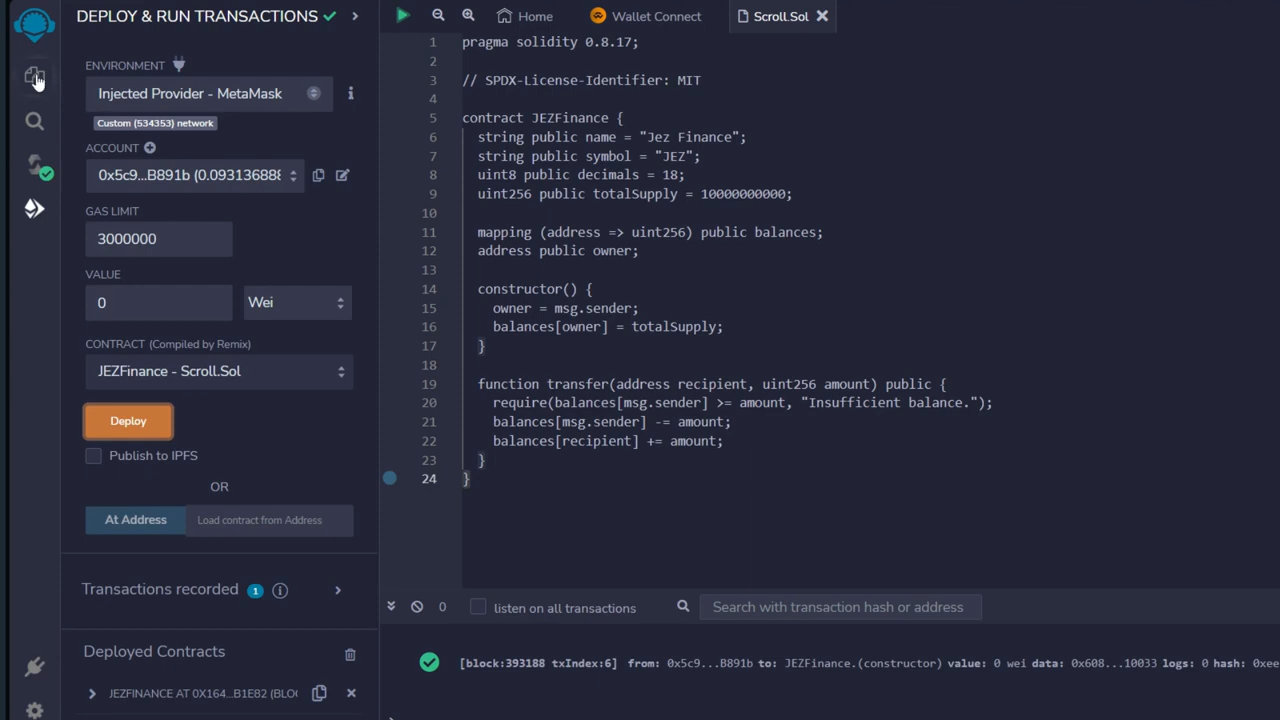 DEPLOY & RUN TRANSACTIONS
ENVIRONMENT
Injected Provider - MetaMask
Custom (534353) network
ACCOUNT
0x5c9...B891b (0.093136888
GAS LIMIT
3000000
VALUE
0
Wei
CONTRACT (Compiled by Remix)
JEZFinance - Scroll.Sol
Deploy
Publish to IPFS
OR
At Address
Load contract from Address
Transactions recorded 1
Deployed Contracts
JEZFINANCE AT 0X164...B1E82 (BLO
Home
Wallet Connect
Scroll.Sol
1 pragma solidity 0.8.17;
2
3 // SPDX-License-Identifier: MIT
4
5 contract JEZFinance {
6 string public name = "Jez Finance";
7 string public symbol = "JEZ";
8 uint8 public decimals = 18;
9 uint256 public totalSupply = 10000000000;
10
11 mapping (address => uint256) public balances;
12 address public owner;
13
14 constructor() {
15 owner = msg.sender;
16 balances[owner] = totalSupply;
17 }
18
19 function transfer(address recipient, uint256 amount) public {
20 require(balances[msg.sender] >= amount, "Insufficient balance.");
21 balances[msg.sender] -= amount;
22 balances[recipient] += amount;
23 }
24 }
0
listen on all transactions
Search with transaction hash or address
[block:393188 txIndex:6] from: 0x5c9...B891b to: JEZFinance.(constructor) value: 0 wei data: 0x608...10033 logs: 0 hash: 0xee